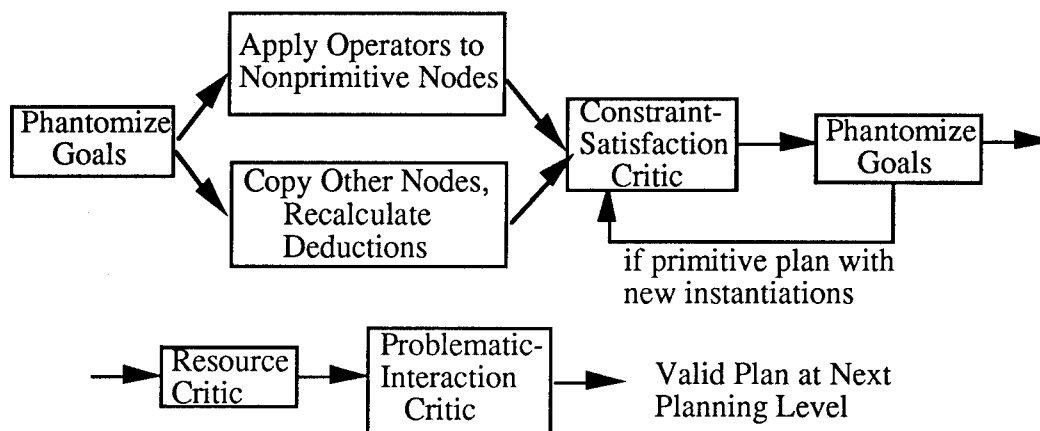 Phantomize
Goals
Apply Operators to
Nonprimitive Nodes
Copy Other Nodes,
Recalculate
Deductions
Constraint-
Satisfaction
Critic
Phantomize
Goals
if primitive plan with
new instantiations
Resource
Critic
Problematic-
Interaction
Critic
Valid Plan at Next
Planning Level